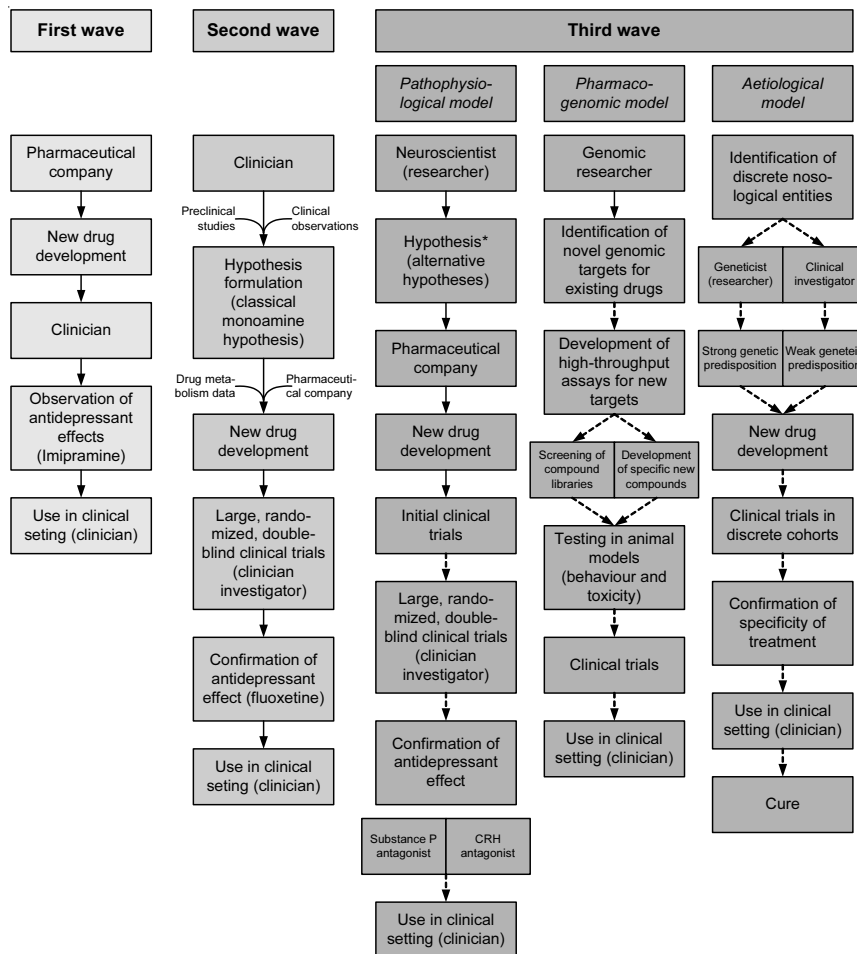 First wave
Second wave
Third wave
Pathophysio-
logical model
Pharmaco-
genomic model
Aetiological
model
Pharmaceutical
company
New drug
development
Clinician
Observation of
antidepressant
effects
(Imipramine)
Use in clinical
seting (clinician)
Clinician
Preclinical
studies
Clinical
observations
Hypothesis
formulation
(classical
monoamine
hypothesis)
Drug meta-
bolism data
Pharmaceuti-
cal company
New drug
development
Large, rando-
mized, double-
blind clinical trials
(clinician
investigator)
Confirmation of
antidepressant
effect (fluoxetine)
Use in clinical
seting (clinician)
Neuroscientist
(researcher)
Hypothesis*
(alternative
hypotheses)
Pharmaceutical
company
New drug
development
Initial clinical
trials
Large, rando-
mized, double-
blind clinical trials
(clinician
investigator)
Confirmation of
antidepressant
effect
Substance P
antagonist
CRH
antagonist
Use in clinical
setting (clinician)
Genomic
researcher
Identification of
novel genomic
targets for
existing drugs
Development of
high-throughput
assays for new
targets
Screening of
compound
libraries
Development
of specific new
compounds
Testing in animal
models
(behaviour and
toxicity)
Clinical trials
Use in clinical
setting (clinician)
Identification of
discrete noso-
logical entities
Geneticist
(researcher)
Clinical
investigator
Strong genetic
predisposition
Weak geneteic
predisposition
New drug
development
Clinical trials in
discrete cohorts
Confirmation of
specificity of
treatment
Use in clinical
setting (clinician)
Cure